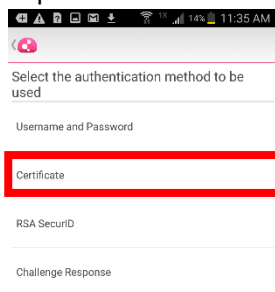 1X 14% 11:35 AM
Select the authentication method to be
used
Username and Password
Certificate
RSA SecurID
Challenge Response